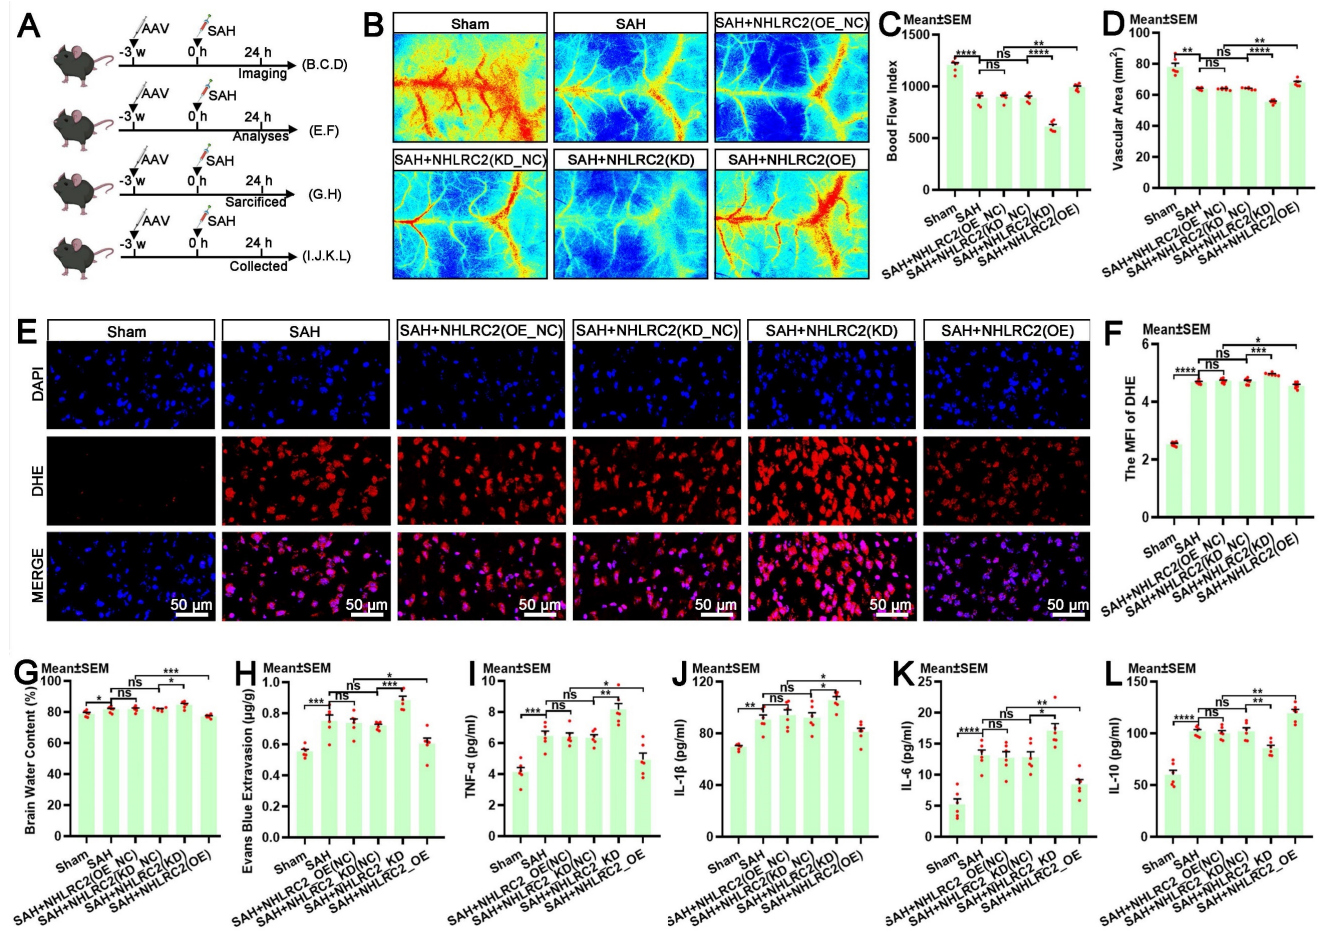 A
AAV
SAH
-3 w
0 h
24 h
Imaging
(B.C.D)
AAV
SAH
-3 w
0 h
24 h
Analyses
(E.F)
AAV
SAH
-3 w
0 h
24 h
Sarcificed
(G.H)
AAV
SAH
-3 w
0 h
24 h
Collected
(I.J.K.L)
B
Sham
SAH
SAH+NHLRC2(OE_NC)
SAH+NHLRC2(KD_NC)
SAH+NHLRC2(KD)
SAH+NHLRC2(OE)
C
Mean±SEM
Bood Flow Index
1500
1000
500
0
**
ns
****
****
ns
Sham
SAH
SAH+NHLRC2(OE_NC)
SAH+NHLRC2(KD_NC)
SAH+NHLRC2(KD)
SAH+NHLRC2(OE)
D
Mean±SEM
Vascular Area (mm²)
100
80
60
40
20
0
**
**
ns
****
ns
Sham
SAH
SAH+NHLRC2(OE_NC)
SAH+NHLRC2(KD_NC)
SAH+NHLRC2(KD)
SAH+NHLRC2(OE)
E
Sham
SAH
SAH+NHLRC2(OE_NC)
SAH+NHLRC2(KD_NC)
SAH+NHLRC2(KD)
SAH+NHLRC2(OE)
DAPI
DHE
MERGE
50 µm
50 µm
50 µm
50 µm
50 µm
50 µm
F
Mean±SEM
The MFI of DHE
6
4
2
0
*
ns
***
****
ns
Sham
SAH
SAH+NHLRC2(OE_NC)
SAH+NHLRC2(KD_NC)
SAH+NHLRC2(KD)
SAH+NHLRC2(OE)
G
Mean±SEM
Brain Water Content (%)
100
80
60
40
20
0
***
ns
*
*
ns
Sham
SAH
SAH+NHLRC2(OE_NC)
SAH+NHLRC2(KD_NC)
SAH+NHLRC2(KD)
SAH+NHLRC2(OE)
H
Mean±SEM
Evans Blue Extravasion (µg/g)
1.0
0.8
0.6
0.4
0.2
0.0
*
ns
***
***
ns
Sham
SAH
SAH+NHLRC2_OE(NC)
SAH+NHLRC2_KD(NC)
SAH+NHLRC2_KD
SAH+NHLRC2_OE
I
Mean±SEM
TNF-α (pg/ml)
10
8
6
4
2
0
*
ns
**
***
ns
Sham
SAH
SAH+NHLRC2_OE(NC)
SAH+NHLRC2_KD(NC)
SAH+NHLRC2_KD
SAH+NHLRC2_OE
J
Mean±SEM
IL-1β (pg/ml)
120
80
40
0
*
ns
*
**
ns
Sham
SAH
SAH+NHLRC2(OE_NC)
SAH+NHLRC2(KD_NC)
SAH+NHLRC2(KD)
SAH+NHLRC2(OE)
K
Mean±SEM
IL-6 (pg/ml)
25
20
15
10
5
0
**
ns
*
****
ns
Sham
SAH
SAH+NHLRC2_OE(NC)
SAH+NHLRC2_KD(NC)
SAH+NHLRC2_KD
SAH+NHLRC2_OE
L
Mean±SEM
IL-10 (pg/ml)
150
100
50
0
**
ns
**
****
ns
Sham
SAH
SAH+NHLRC2_OE(NC)
SAH+NHLRC2_KD(NC)
SAH+NHLRC2_KD
SAH+NHLRC2_OE